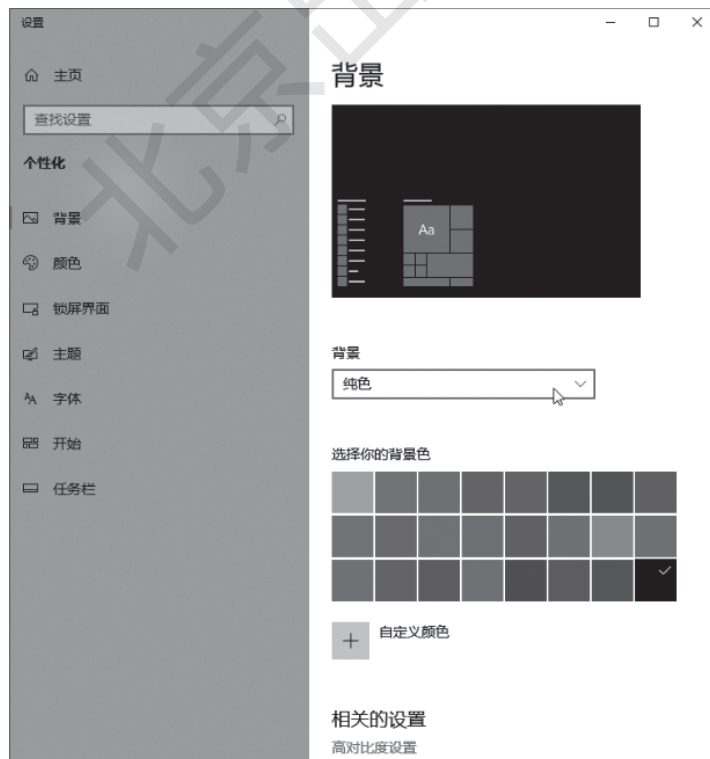 设置
主页
查找设置
个性化
背景
颜色
锁屏界面
主题
字体
开始
任务栏
背景
Aa
背景
纯色
选择你的背景色
自定义颜色
相关的设置
高对比度设置
北京